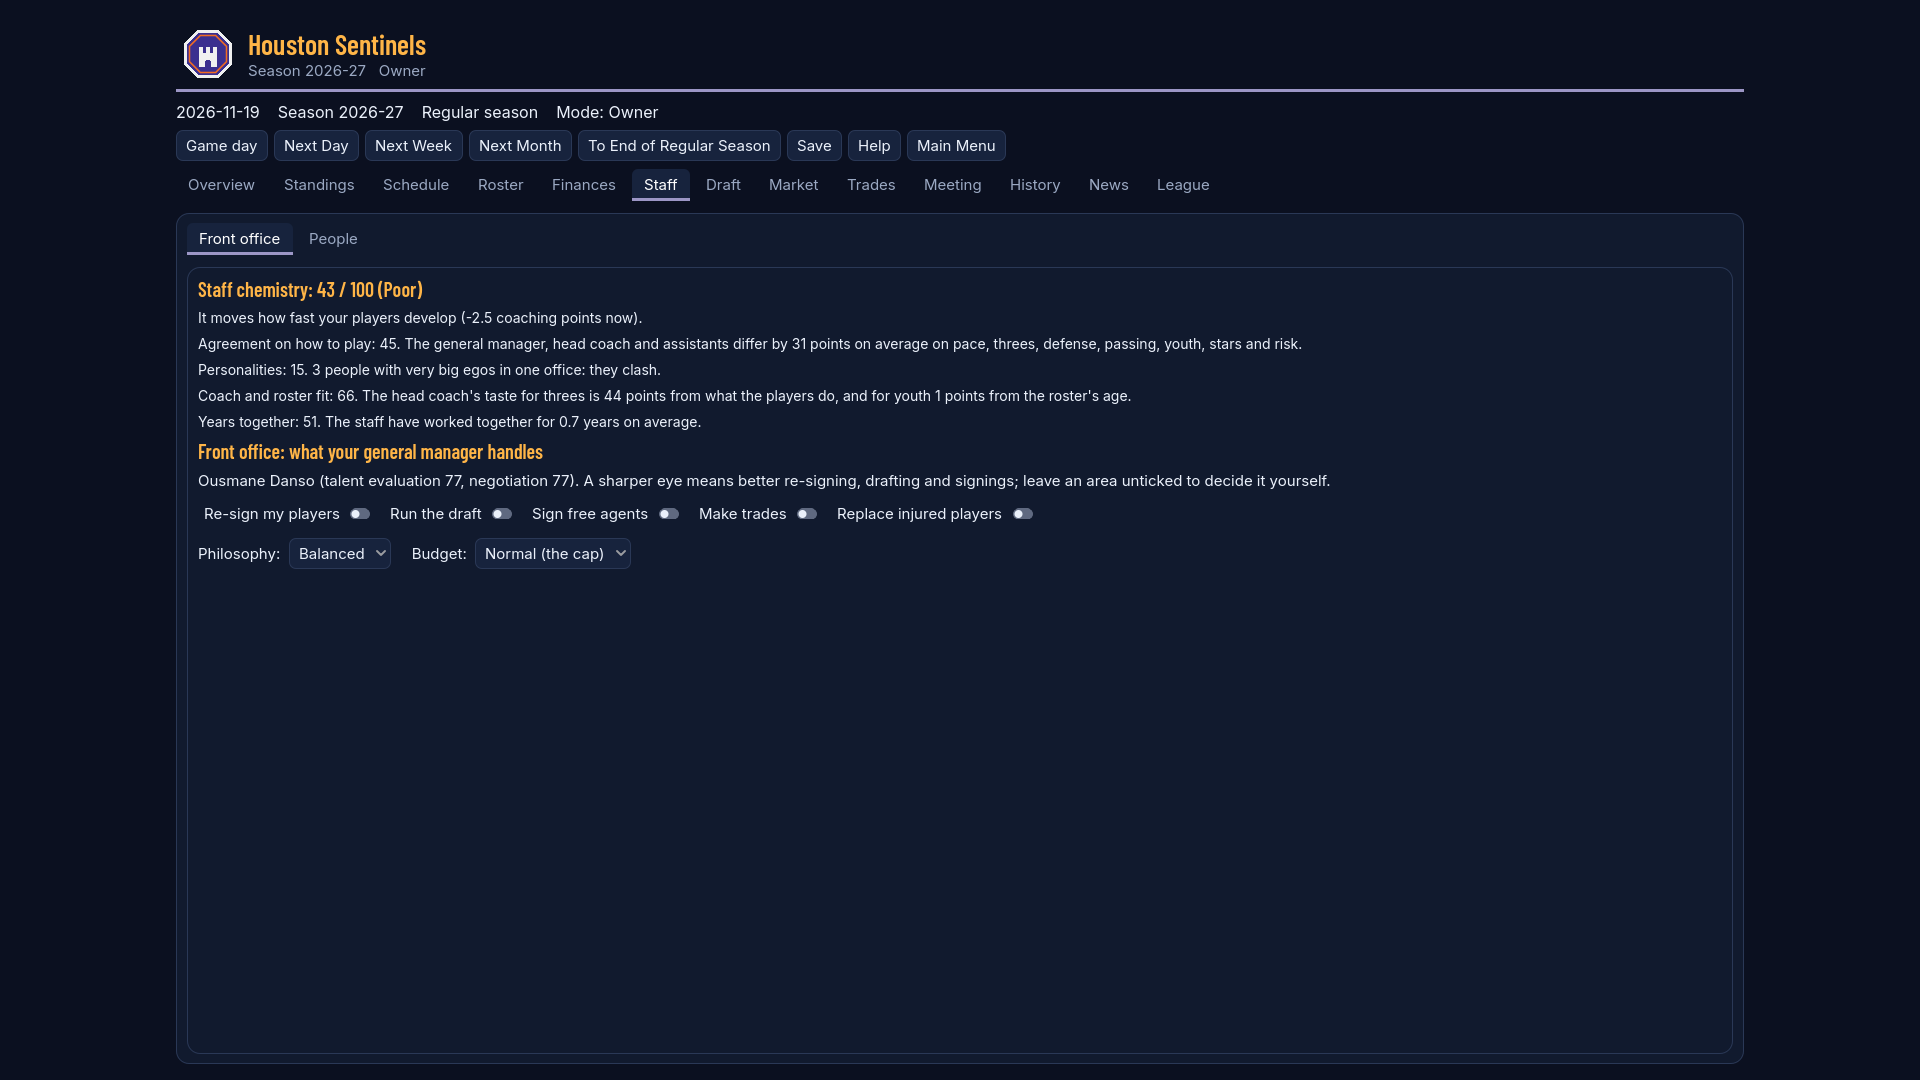 Houston Sentinels
Season 2026-27 Owner
2026-11-19 Season 2026-27 Regular season Mode: Owner
Game day Next Day Next Week Next Month To End of Regular Season Save Help Main Menu
Overview Standings Schedule Roster Finances Staff Draft Market Trades Meeting History News League
Front office People
Staff chemistry: 43 / 100 (Poor)
It moves how fast your players develop (-2.5 coaching points now).
Agreement on how to play: 45. The general manager, head coach and assistants differ by 31 points on average on pace, threes, defense, passing, youth, stars and risk.
Personalities: 15. 3 people with very big egos in one office: they clash.
Coach and roster fit: 66. The head coach's taste for threes is 44 points from what the players do, and for youth 1 points from the roster's age.
Years together: 51. The staff have worked together for 0.7 years on average.
Front office: what your general manager handles
Ousmane Danso (talent evaluation 77, negotiation 77). A sharper eye means better re-signing, drafting and signings; leave an area unticked to decide it yourself.
Re-sign my players Run the draft Sign free agents Make trades Replace injured players
Philosophy: Balanced Budget: Normal (the cap)